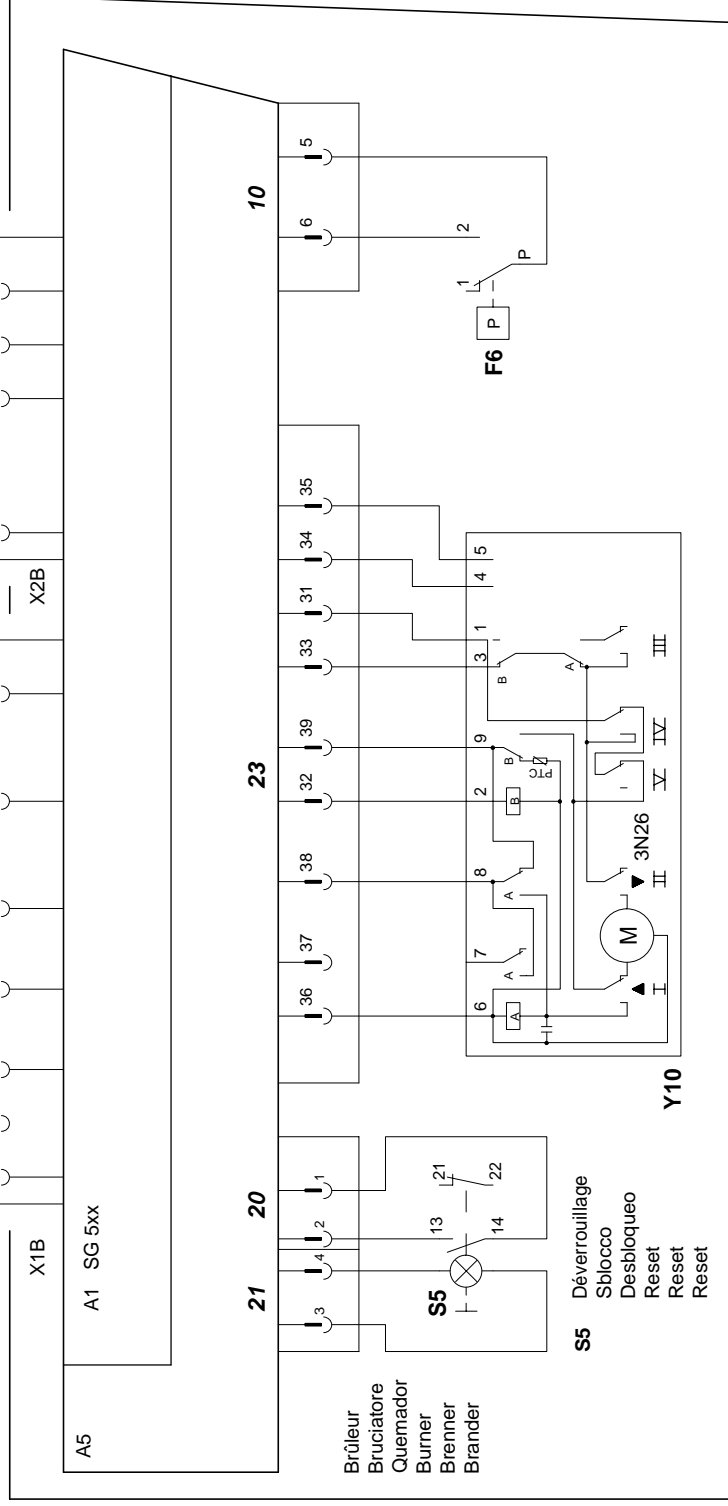 A5
A1 SG 5xx
X1B
X2B
21
20
23
10
3
4
2
1
36
37
38
32
39
33
31
34
35
6
5
Brûleur
Bruciatore
Quemador
Burner
Brenner
Brander
S5
13
21
14
22
S5
Déverrouillage
Sblocco
Desbloqueo
Reset
Reset
Reset
6
7
8
2
9
3
1
4
5
A
A
A
B
B
PTC
B
A
M
3N26
I
II
V
IV
III
Y10
F6
P
1
2
P